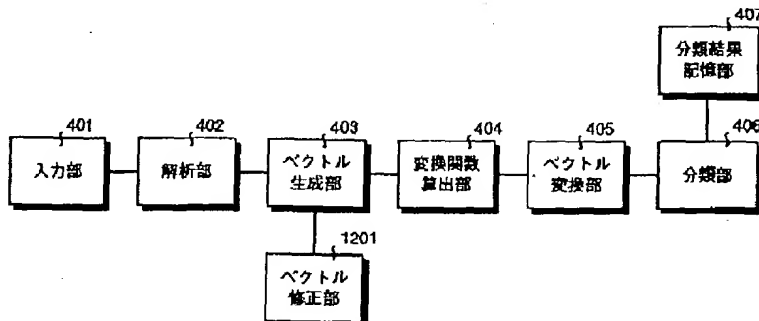 407
分類結果
記憶部
401
402
403
404
405
406
入力部
解析部
ベクトル
生成部
変換関数
算出部
ベクトル
変換部
分類部
1201
ベクトル
修正部